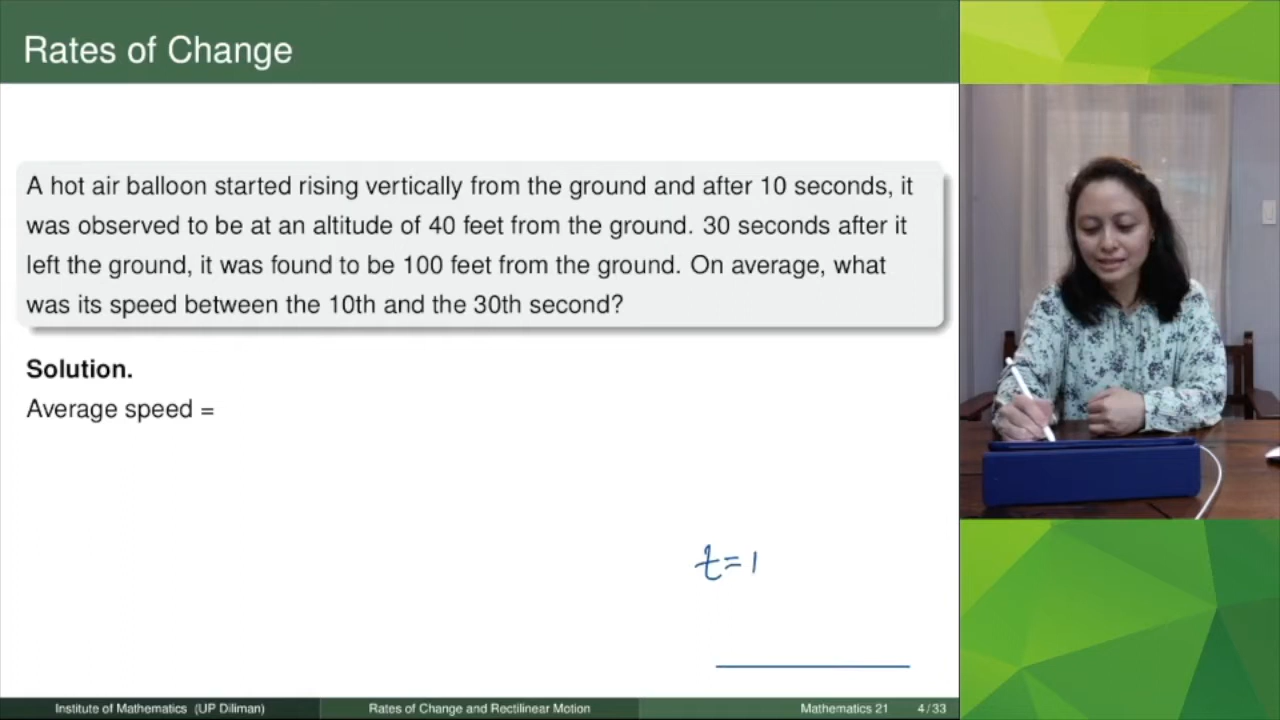 Rates of Change
A hot air balloon started rising vertically from the ground and after 10 seconds, it
was observed to be at an altitude of 40 feet from the ground. 30 seconds after it
left the ground, it was found to be 100 feet from the ground. On average, what
was its speed between the 10th and the 30th second?
Solution.
Average speed =
t=1
Institute of Mathematics (UP Diliman) Rates of Change and Rectilinear Motion Mathematics 21 4/33